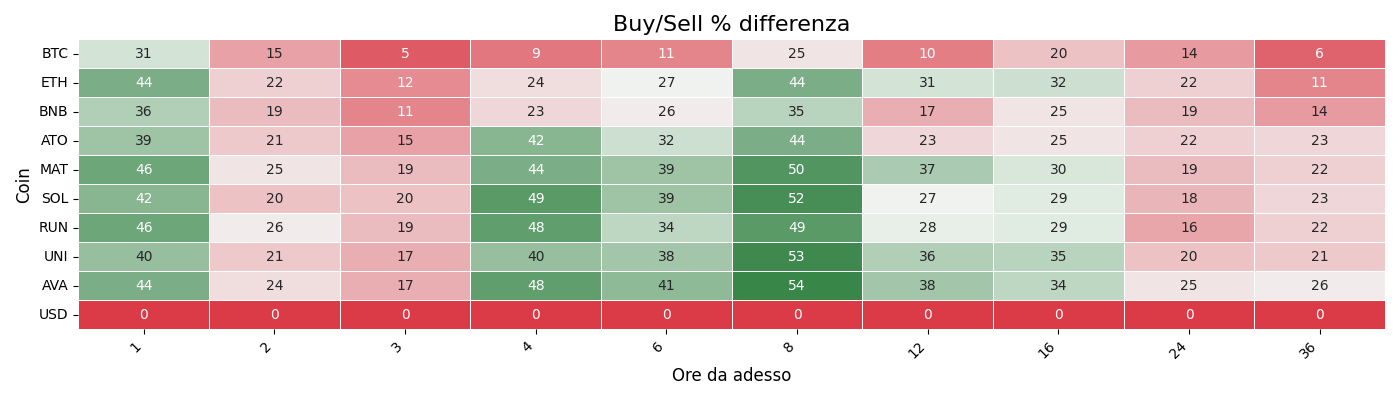 Buy/Sell % differenza
Coin
BTC 31 15 5 9 11 25 10 20 14 6
ETH 44 22 12 24 27 44 31 32 22 11
BNB 36 19 11 23 26 35 17 25 19 14
ATO 39 21 15 42 32 44 23 25 22 23
MAT 46 25 19 44 39 50 37 30 19 22
SOL 42 20 20 49 39 52 27 29 18 23
RUN 46 26 19 48 34 49 28 29 16 22
UNI 40 21 17 40 38 53 36 35 20 21
AVA 44 24 17 48 41 54 38 34 25 26
USD 0 0 0 0 0 0 0 0 0 0
1 2 3 4 6 8 12 16 24 36
Ore da adesso